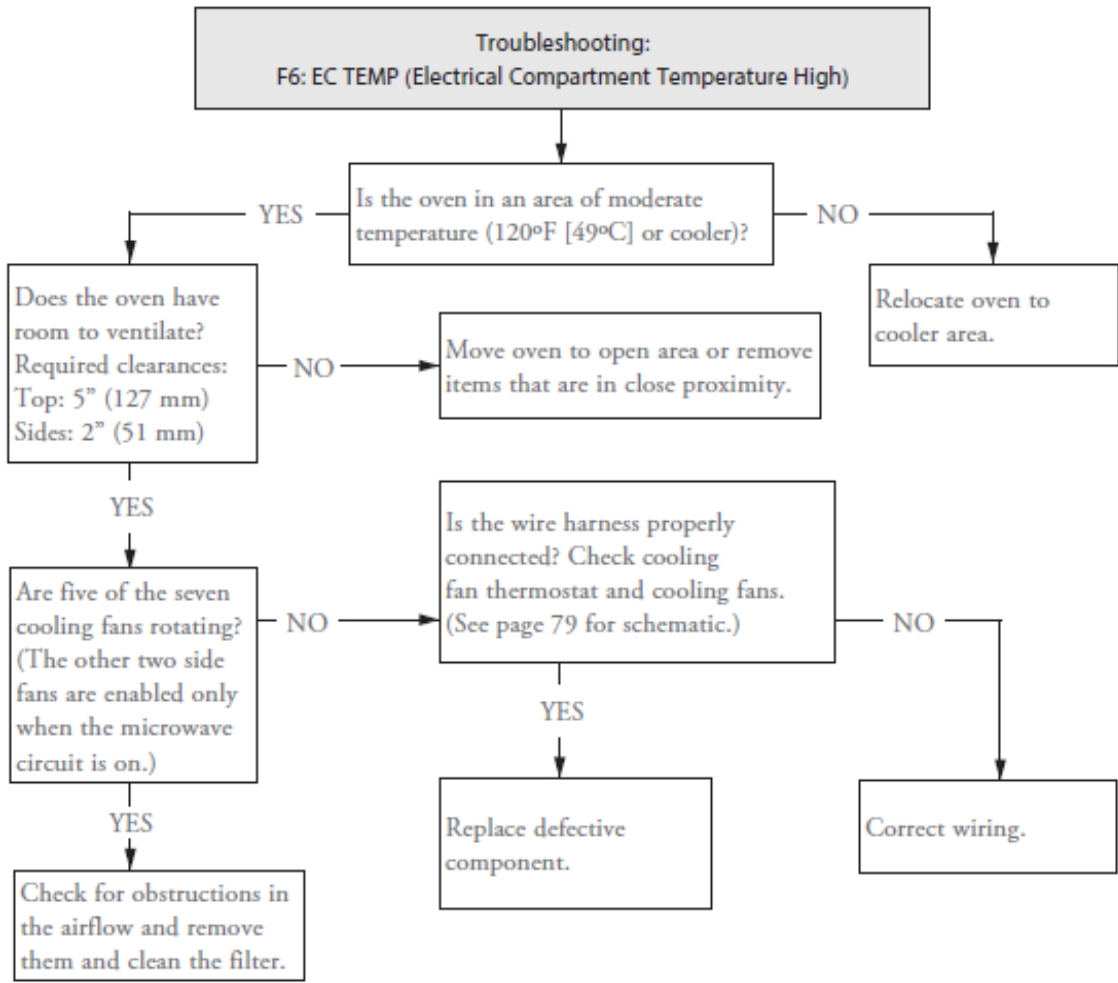 Troubleshooting:
F6: EC TEMP (Electrical Compartment Temperature High)
Is the oven in an area of moderate
temperature (120ºF [49ºC] or cooler)?
YES
NO
Does the oven have
room to ventilate?
Required clearances:
Top: 5” (127 mm)
Sides: 2” (51 mm)
Relocate oven to
cooler area.
NO
Move oven to open area or remove
items that are in close proximity.
YES
Are five of the seven
cooling fans rotating?
(The other two side
fans are enabled only
when the microwave
circuit is on.)
NO
Is the wire harness properly
connected? Check cooling
fan thermostat and cooling fans.
(See page 79 for schematic.)
NO
YES
YES
Replace defective
component.
Correct wiring.
Check for obstructions in
the airflow and remove
them and clean the filter.